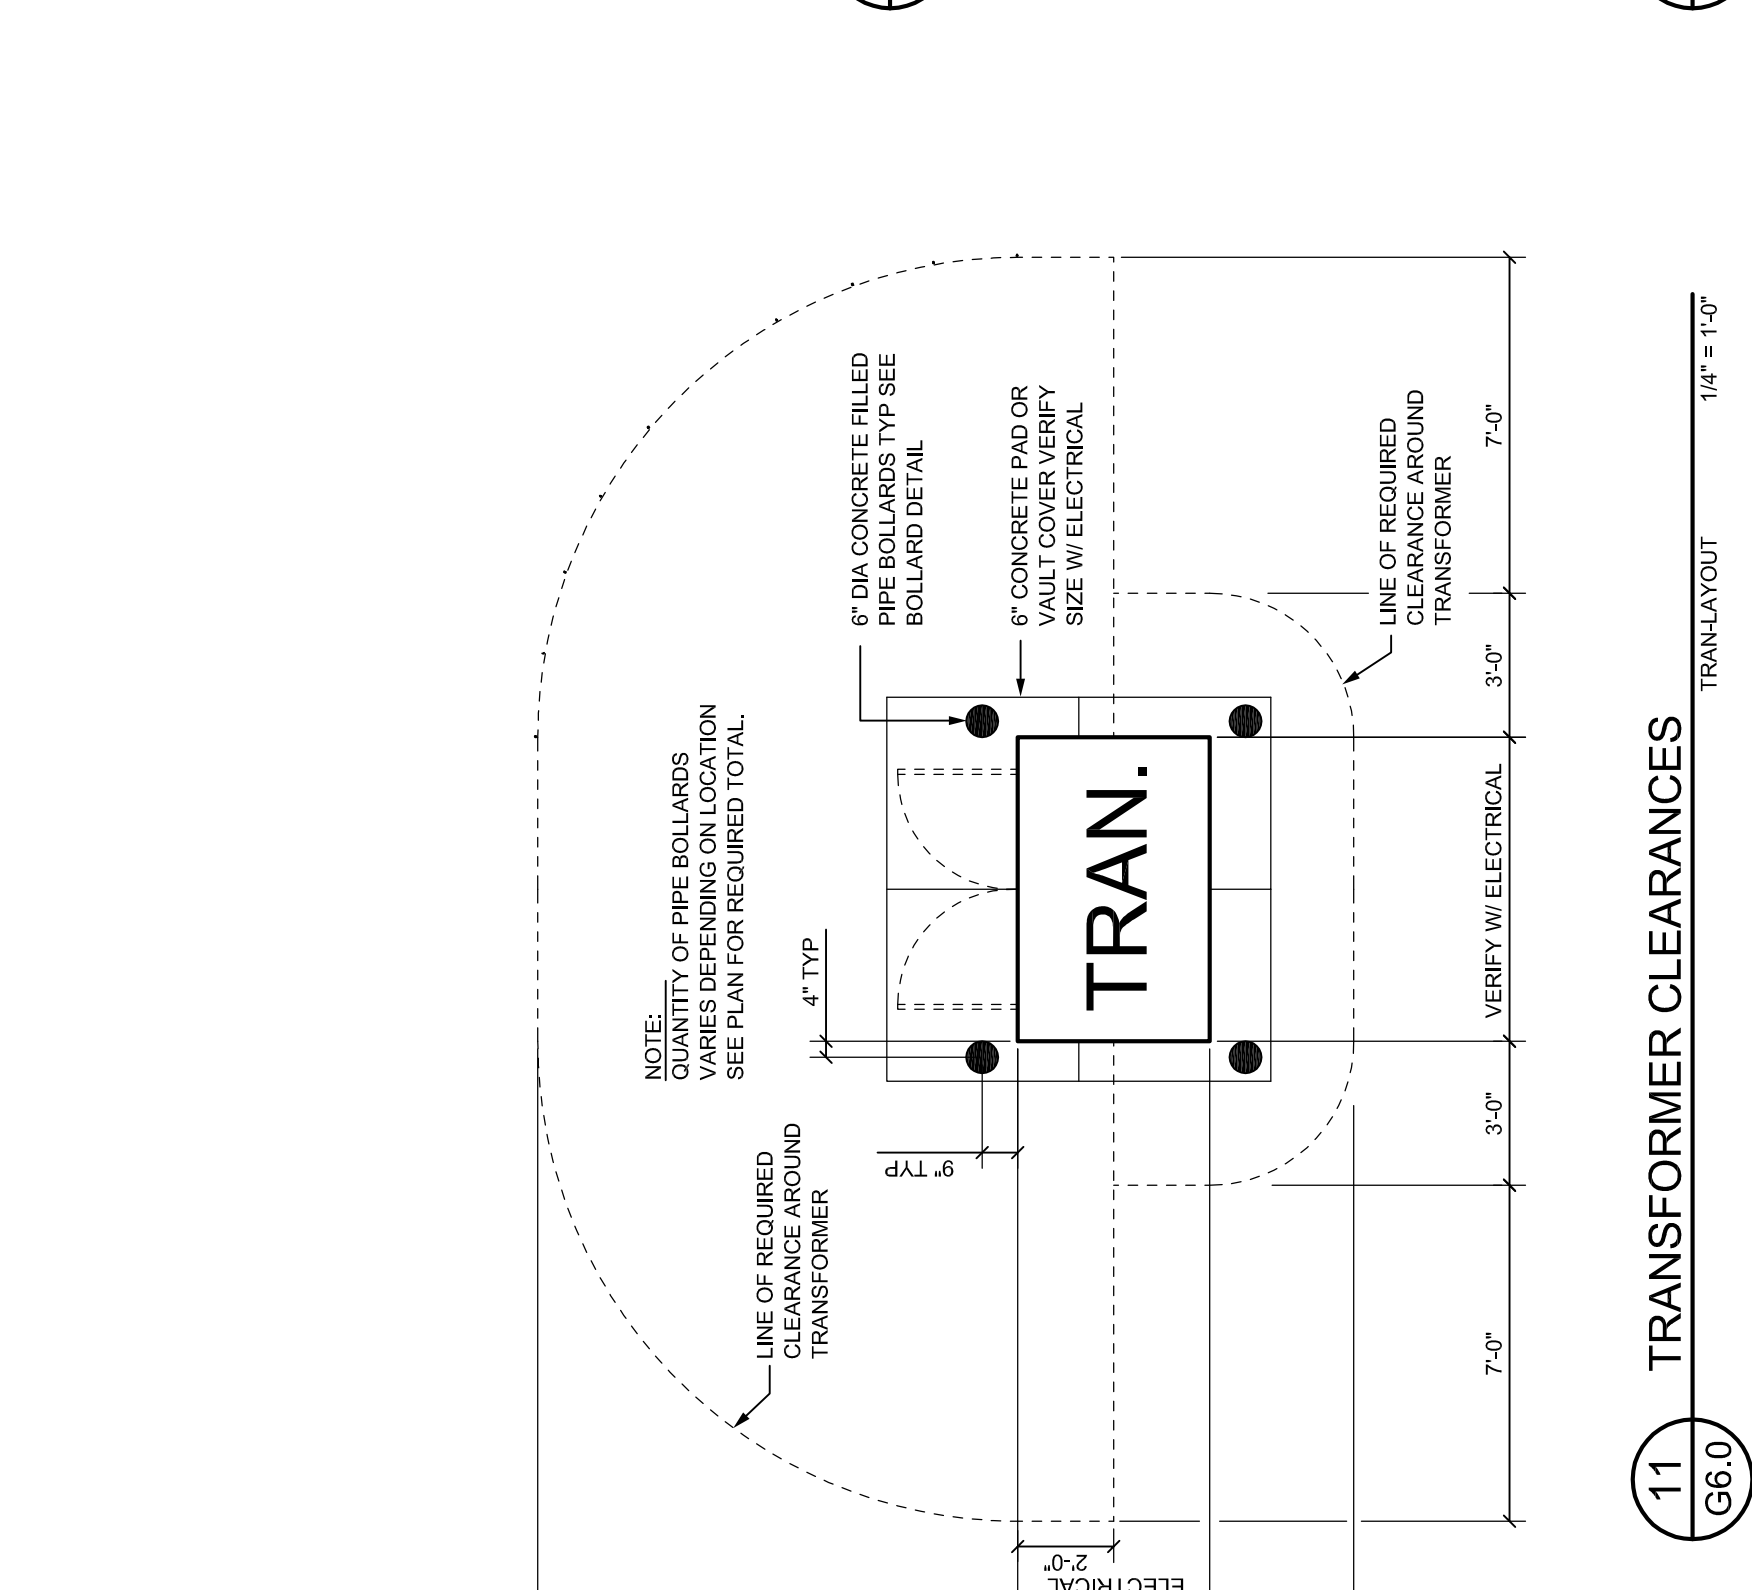 NOTE:
QUANTITY OF PIPE BOLLARDS
VARIES DEPENDING ON LOCATION
SEE PLAN FOR REQUIRED TOTAL.
LINE OF REQUIRED
CLEARANCE AROUND
TRANSFORMER
4" TYP
6" DIA CONCRETE FILLED
PIPE BOLLARDS TYP SEE
BOLLARD DETAIL
9" TYP
6" CONCRETE PAD OR
VAULT COVER VERIFY
SIZE W/ ELECTRICAL
TRAN.
2'-0"
ELECTRICAL
LINE OF REQUIRED
CLEARANCE AROUND
TRANSFORMER
7'-0"
3'-0"
VERIFY W/ ELECTRICAL
3'-0"
7'-0"
11
TRANSFORMER CLEARANCES
G6.0
TRAN-LAYOUT
1/4" = 1'-0"